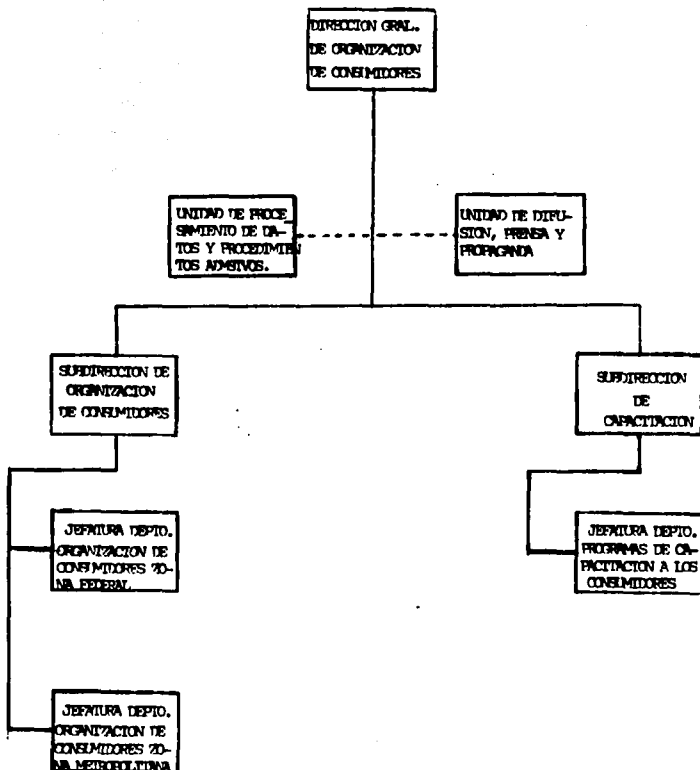 DIRECCION GRAL.
DE ORGANIZACION
DE CONSUMIDORES
UNIDAD DE PROCE
SAMIENTO DE DA-
TOS Y PROCEDIMIEN
TOS ADMSTIVOS.
UNIDAD DE DIFU-
SION, PRENSA Y
PROPAGANDA
SUBDIRECCION DE
ORGANIZACION
DE CONSUMIDORES
SUBDIRECCION
DE
CAPACITACION
JEFATURA DEPTO.
ORGANIZACION DE
CONSUMIDORES ZO-
NA FEDERAL
JEFATURA DEPTO.
PROGRAMAS DE CA-
PACITACION A LOS
CONSUMIDORES
JEFATURA DEPTO.
ORGANIZACION DE
CONSUMIDORES ZO-
NA METROPOLITANA